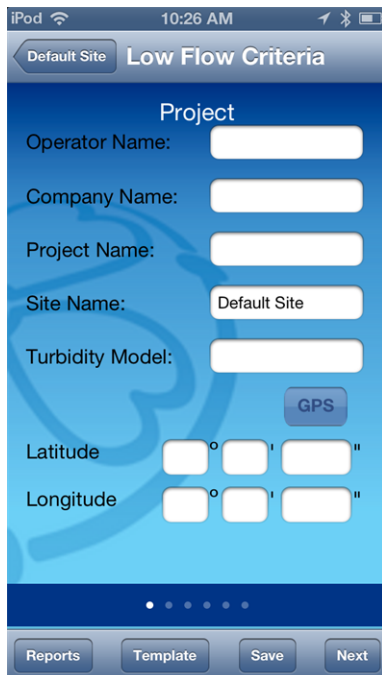 iPod 10:26 AM
Default Site Low Flow Criteria
Project
Operator Name:
Company Name:
Project Name:
Site Name: Default Site
Turbidity Model:
GPS
Latitude º ' "
Longitude º ' "
Reports Template Save Next